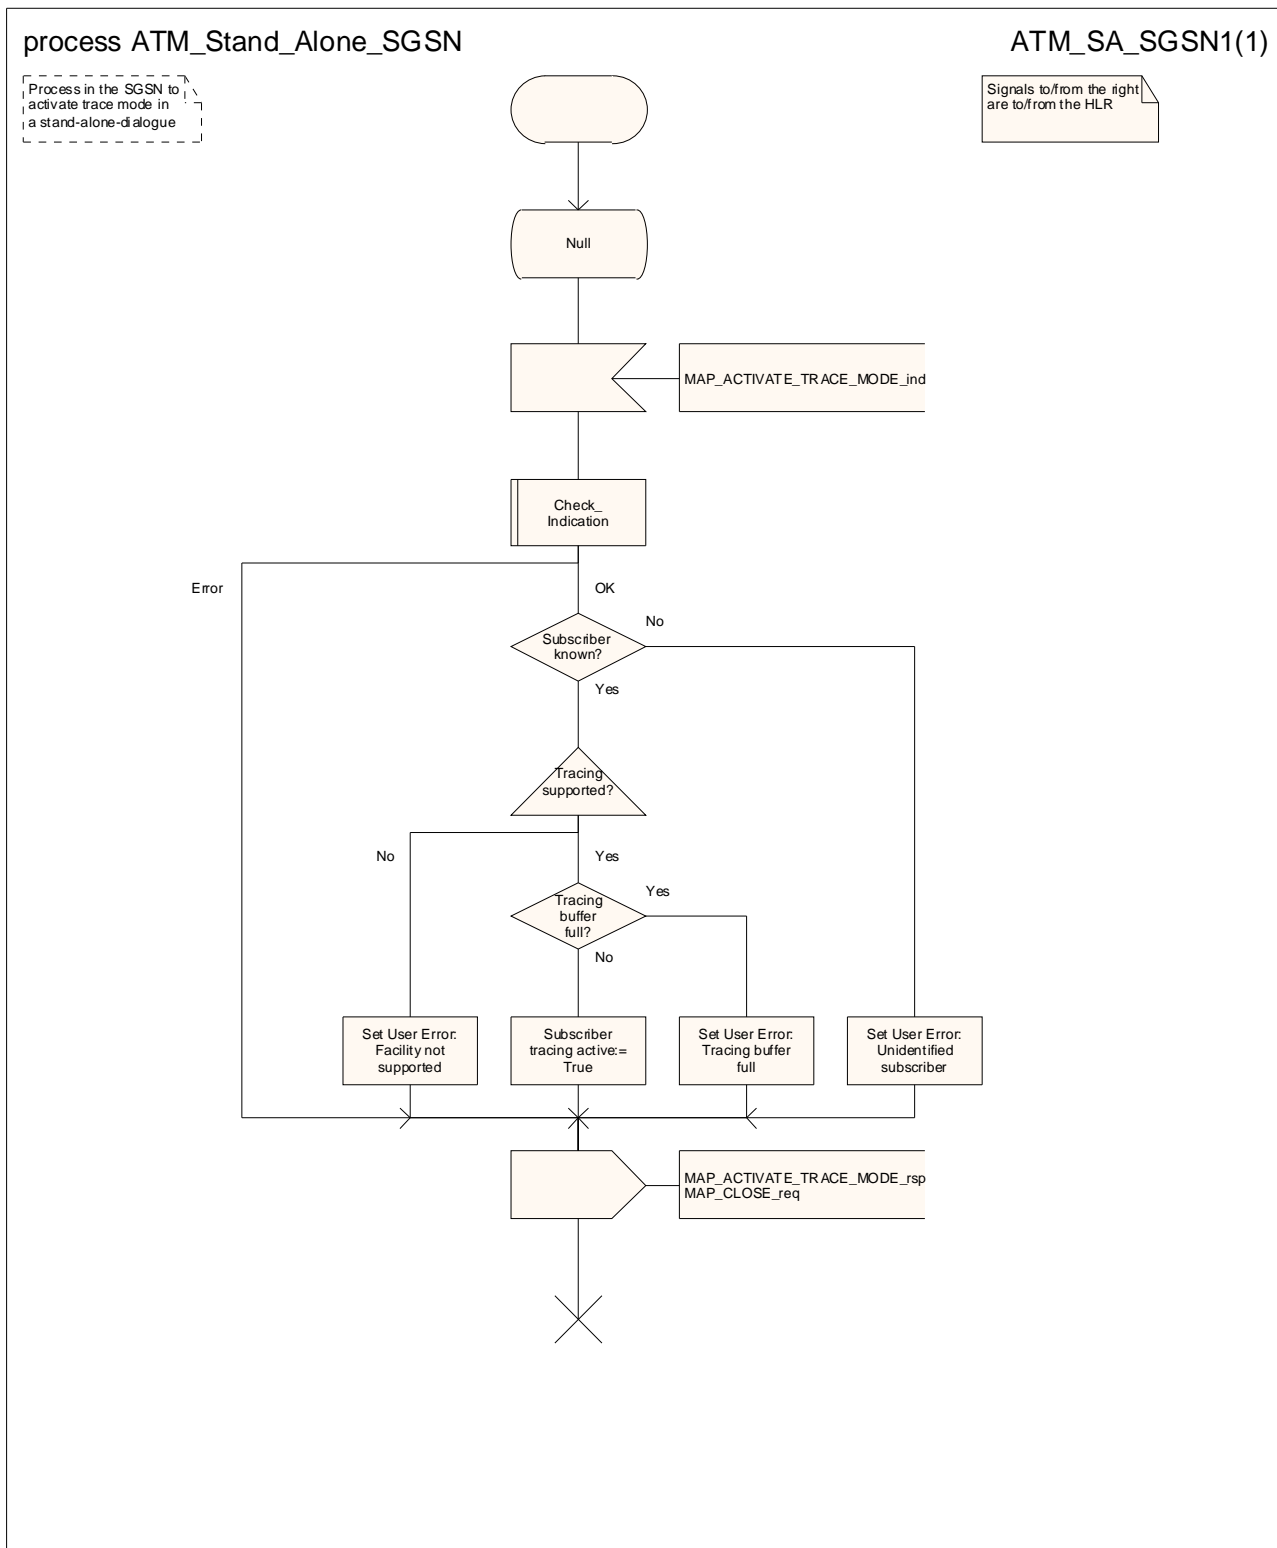 process ATM_Stand_Alone_SGSN
ATM_SA_SGSN1(1)
Process in the SGSN to
activate trace mode in
a stand-alone-dialogue
Signals to/from the right
are to/from the HLR
Null
MAP_ACTIVATE_TRACE_MODE_ind
Check_
Indication
Error
OK
No
Subscriber
known?
Yes
Tracing
supported?
No
Yes
Yes
Tracing
buffer
full?
No
Set User Error:
Facility not
supported
Subscriber
tracing active:=
True
Set User Error:
Tracing buffer
full
Set User Error:
Unidentified
subscriber
MAP_ACTIVATE_TRACE_MODE_rsp
MAP_CLOSE_req